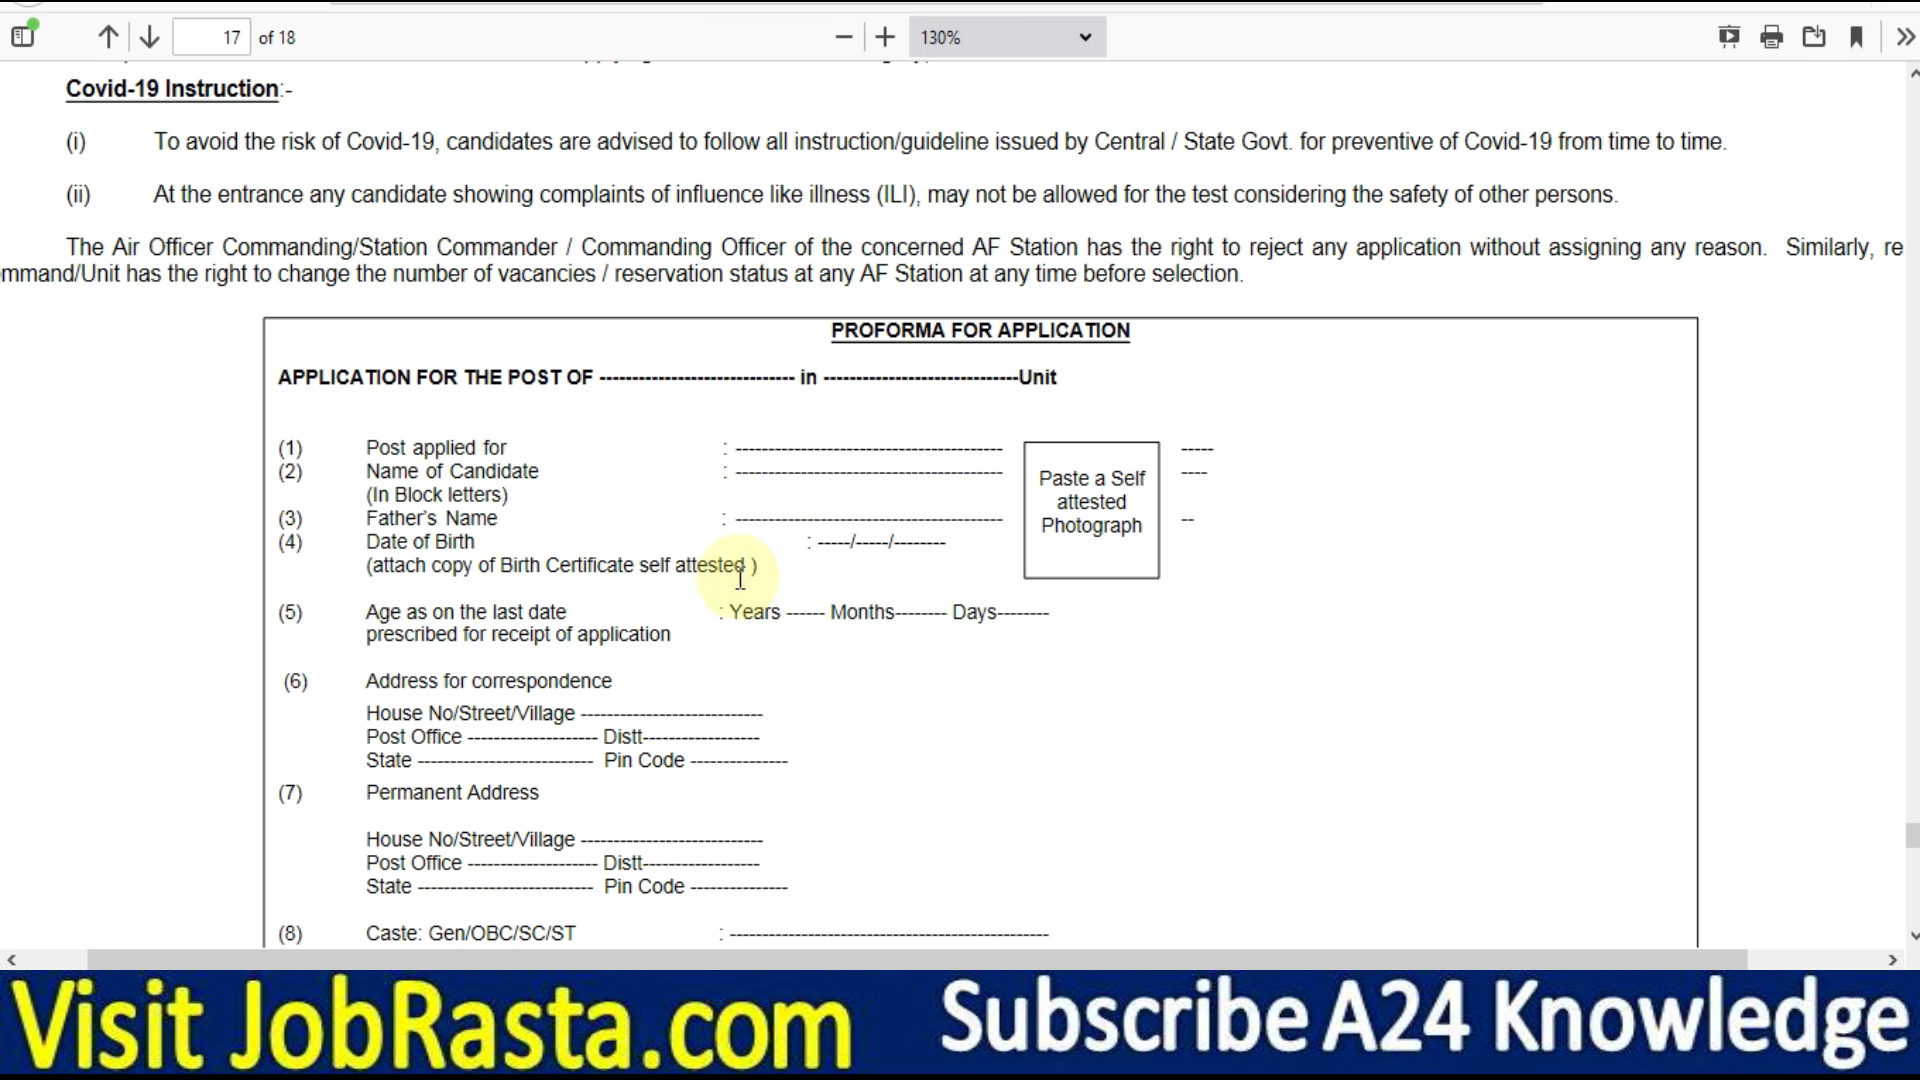 17 of 18 130%
Covid-19 Instruction:-
(i) To avoid the risk of Covid-19, candidates are advised to follow all instruction/guideline issued by Central / State Govt. for preventive of Covid-19 from time to time.
(ii) At the entrance any candidate showing complaints of influence like illness (ILI), may not be allowed for the test considering the safety of other persons.
The Air Officer Commanding/Station Commander / Commanding Officer of the concerned AF Station has the right to reject any application without assigning any reason. Similarly, re
mmand/Unit has the right to change the number of vacancies / reservation status at any AF Station at any time before selection.
PROFORMA FOR APPLICATION
APPLICATION FOR THE POST OF ------------------------------ in ------------------------------Unit
(1) Post applied for : ----------------------------------------- -----
(2) Name of Candidate : ----------------------------------------- ----
(In Block letters)
(3) Father's Name : ----------------------------------------- --
Paste a Self
attested
Photograph
(4) Date of Birth : -----/-----/--------
(attach copy of Birth Certificate self attested )
(5) Age as on the last date : Years ------ Months-------- Days--------
prescribed for receipt of application
(6) Address for correspondence
House No/Street/Village ----------------------------
Post Office -------------------- Distt------------------
State --------------------------- Pin Code ---------------
(7) Permanent Address
House No/Street/Village ----------------------------
Post Office -------------------- Distt------------------
State --------------------------- Pin Code ---------------
(8) Caste: Gen/OBC/SC/ST : -------------------------------------------------
Visit JobRasta.com Subscribe A24 Knowledge